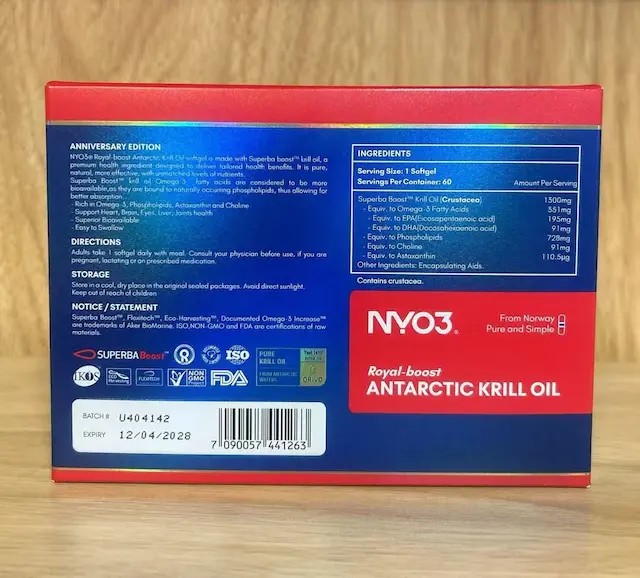 ANNIVERSARY EDITION
NYO3® Royal-boost Antarctic Krill Oil softgel is made with Superba boost™ krill oil, a
premium health ingredient designed to deliver tailored health benefits. It is pure,
natural, more effective, with unmatched levels of nutrients.
Superba Boost™ krill oil Omega-3 fatty acids are considered to be more
bioavailable,as they are bound to naturally occuring phospholipids, thus allowing for
better absorption.
- Rich in Omega-3, Phospholipids, Astaxanthin and Choline
- Support Heart, Brain, Eyes, Liver, Joints health
- Superior Bioavailable
- Easy to Swallow
DIRECTIONS
Adults take 1 softgel daily with meal. Consult your physician before use, if you are
pregnant, lactating or on prescribed medication.
STORAGE
Store in a cool, dry place in the original sealed packages. Avoid direct sunlight.
Keep out of reach of children
NOTICE / STATEMENT
Superba Boost™, Flexitech™, Eco-Harvesting™, Documented Omega-3 Increase™
are trademarks of Aker BioMarine. ISO,NON-GMO and FDA are certifications of raw
materials.
SUPERBA Boost™
ISO
PURE
KRILL OIL
FROM ANTARCTIC
WATERS
ORIVO
IKOS
ECO
Harvesting
FLEXITECH
NON
GMO
Project
FDA
BATCH # U404142
EXPIRY 12/04/2028
7 090057 441263
INGREDIENTS
Serving Size: 1 Softgel
Servings Per Container: 60
Amount Per Serving
Superba Boost™ Krill Oil (Crustacea) 1300mg
- Equiv. to Omega-3 Fatty Acids 351mg
- Equiv. to EPA(Eicosapentaenoic acid) 195mg
- Equiv. to DHA(Docosahexaenoic acid) 91mg
- Equiv. to Phospholipids 728mg
- Equiv. to Choline 91mg
- Equiv. to Astaxanthin 110.5μg
Other Ingredients: Encapsulating Aids.
Contains crustacea.
NYO3®
From Norway
Pure and Simple
Royal-boost
ANTARCTIC KRILL OIL